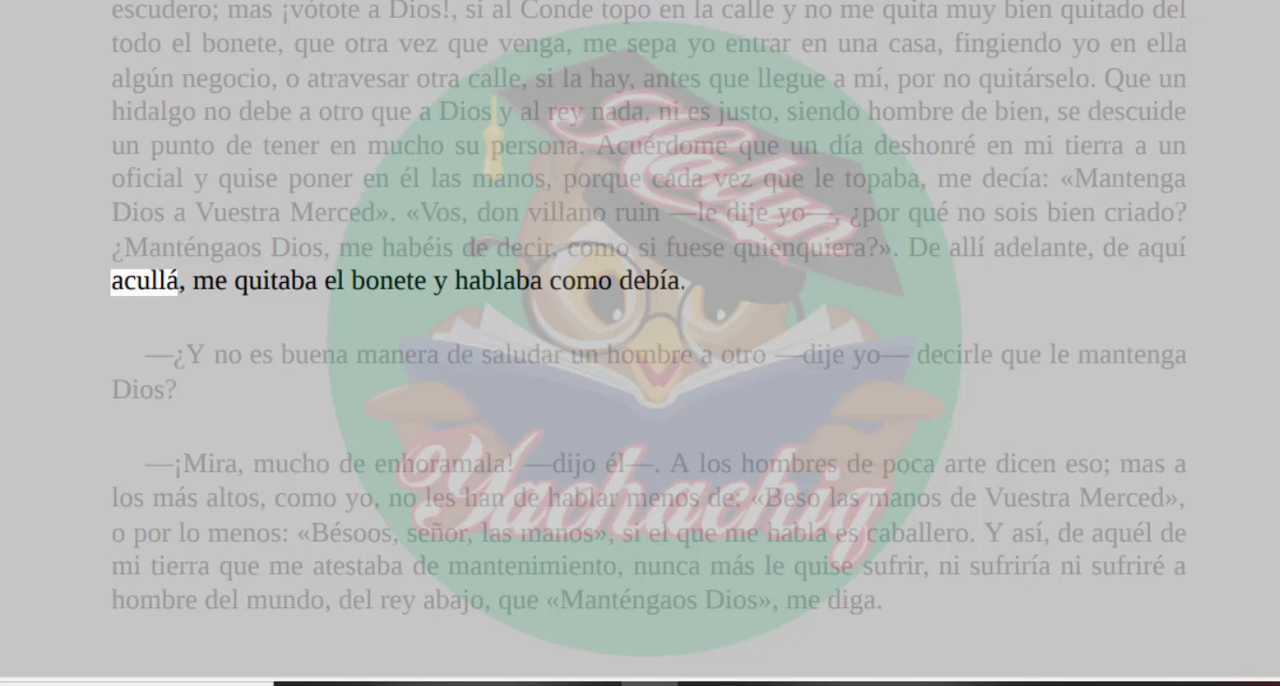 escudero; mas ¡vótote a Dios!, si al Conde topo en la calle y no me quita muy bien quitado del
todo el bonete, que otra vez que venga, me sepa yo entrar en una casa, fingiendo yo en ella
algún negocio, o atravesar otra calle, si la hay, antes que llegue a mí, por no quitárselo. Que un
hidalgo no debe a otro que a Dios y al rey nada, ni es justo, siendo hombre de bien, se descuide
un punto de tener en mucho su persona. Acuérdome que un día deshonré en mi tierra a un
oficial y quise poner en él las manos, porque cada vez que le topaba, me decía: «Mantenga
Dios a Vuestra Merced». «Vos, don villano ruin —le dije yo—, ¿por qué no sois bien criado?
¿Manténgaos Dios, me habéis de decir, como si fuese quienquiera?». De allí adelante, de aquí
acullá, me quitaba el bonete y hablaba como debía.
—¿Y no es buena manera de saludar un hombre a otro —dije yo— decirle que le mantenga
Dios?
—¡Mira, mucho de enhoramala! —dijo él—. A los hombres de poca arte dicen eso; mas a
los más altos, como yo, no les han de hablar menos de: «Beso las manos de Vuestra Merced»,
o por lo menos: «Bésoos, señor, las manos», si el que me habla es caballero. Y así, de aquél de
mi tierra que me atestaba de mantenimiento, nunca más le quise sufrir, ni sufriría ni sufriré a
hombre del mundo, del rey abajo, que «Manténgaos Dios», me diga.
Hatun
Yachachiq